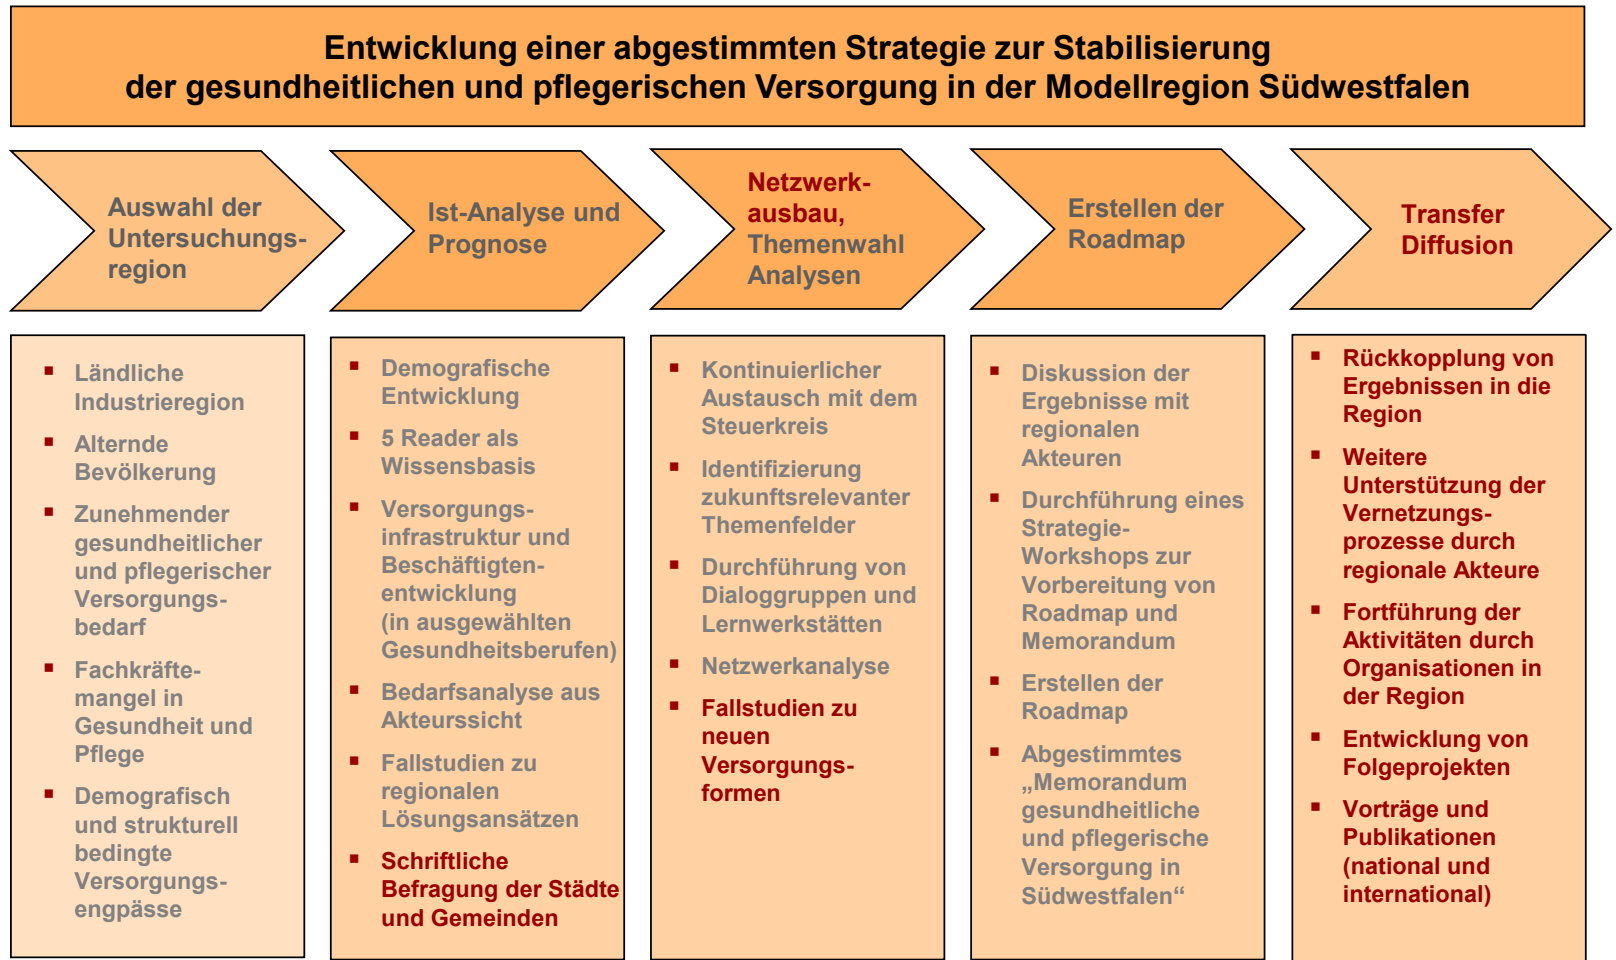 Entwicklung einer abgestimmten Strategie zur Stabilisierung
der gesundheitlichen und pflegerischen Versorgung in der Modellregion Südwestfalen
Auswahl der
Untersuchungs-
region
Ist-Analyse und
Prognose
Netzwerk-
ausbau,
Themenwahl
Analysen
Erstellen der
Roadmap
Transfer
Diffusion
▪ Ländliche
Industrieregion
▪ Alternde
Bevölkerung
▪ Zunehmender
gesundheitlicher
und pflegerischer
Versorgungs-
bedarf
▪ Fachkräfte-
mangel in
Gesundheit und
Pflege
▪ Demografisch
und strukturell
bedingte
Versorgungs-
engpässe
▪ Demografische
Entwicklung
▪ 5 Reader als
Wissensbasis
▪ Versorgungs-
infrastruktur und
Beschäftigten-
entwicklung
(in ausgewählten
Gesundheitsberufen)
▪ Bedarfsanalyse aus
Akteurssicht
▪ Fallstudien zu
regionalen
Lösungsansätzen
▪ Schriftliche
Befragung der Städte
und Gemeinden
▪ Kontinuierlicher
Austausch mit dem
Steuerkreis
▪ Identifizierung
zukunftsrelevanter
Themenfelder
▪ Durchführung von
Dialoggruppen und
Lernwerkstätten
▪ Netzwerkanalyse
▪ Fallstudien zu
neuen
Versorgungs-
formen
▪ Diskussion der
Ergebnisse mit
regionalen
Akteuren
▪ Durchführung eines
Strategie-
Workshops zur
Vorbereitung von
Roadmap und
Memorandum
▪ Erstellen der
Roadmap
▪ Abgestimmtes
„Memorandum
gesundheitliche
und pflegerische
Versorgung in
Südwestfalen“
▪ Rückkopplung von
Ergebnissen in die
Region
▪ Weitere
Unterstützung der
Vernetzungs-
prozesse durch
regionale Akteure
▪ Fortführung der
Aktivitäten durch
Organisationen in
der Region
▪ Entwicklung von
Folgeprojekten
▪ Vorträge und
Publikationen
(national und
international)